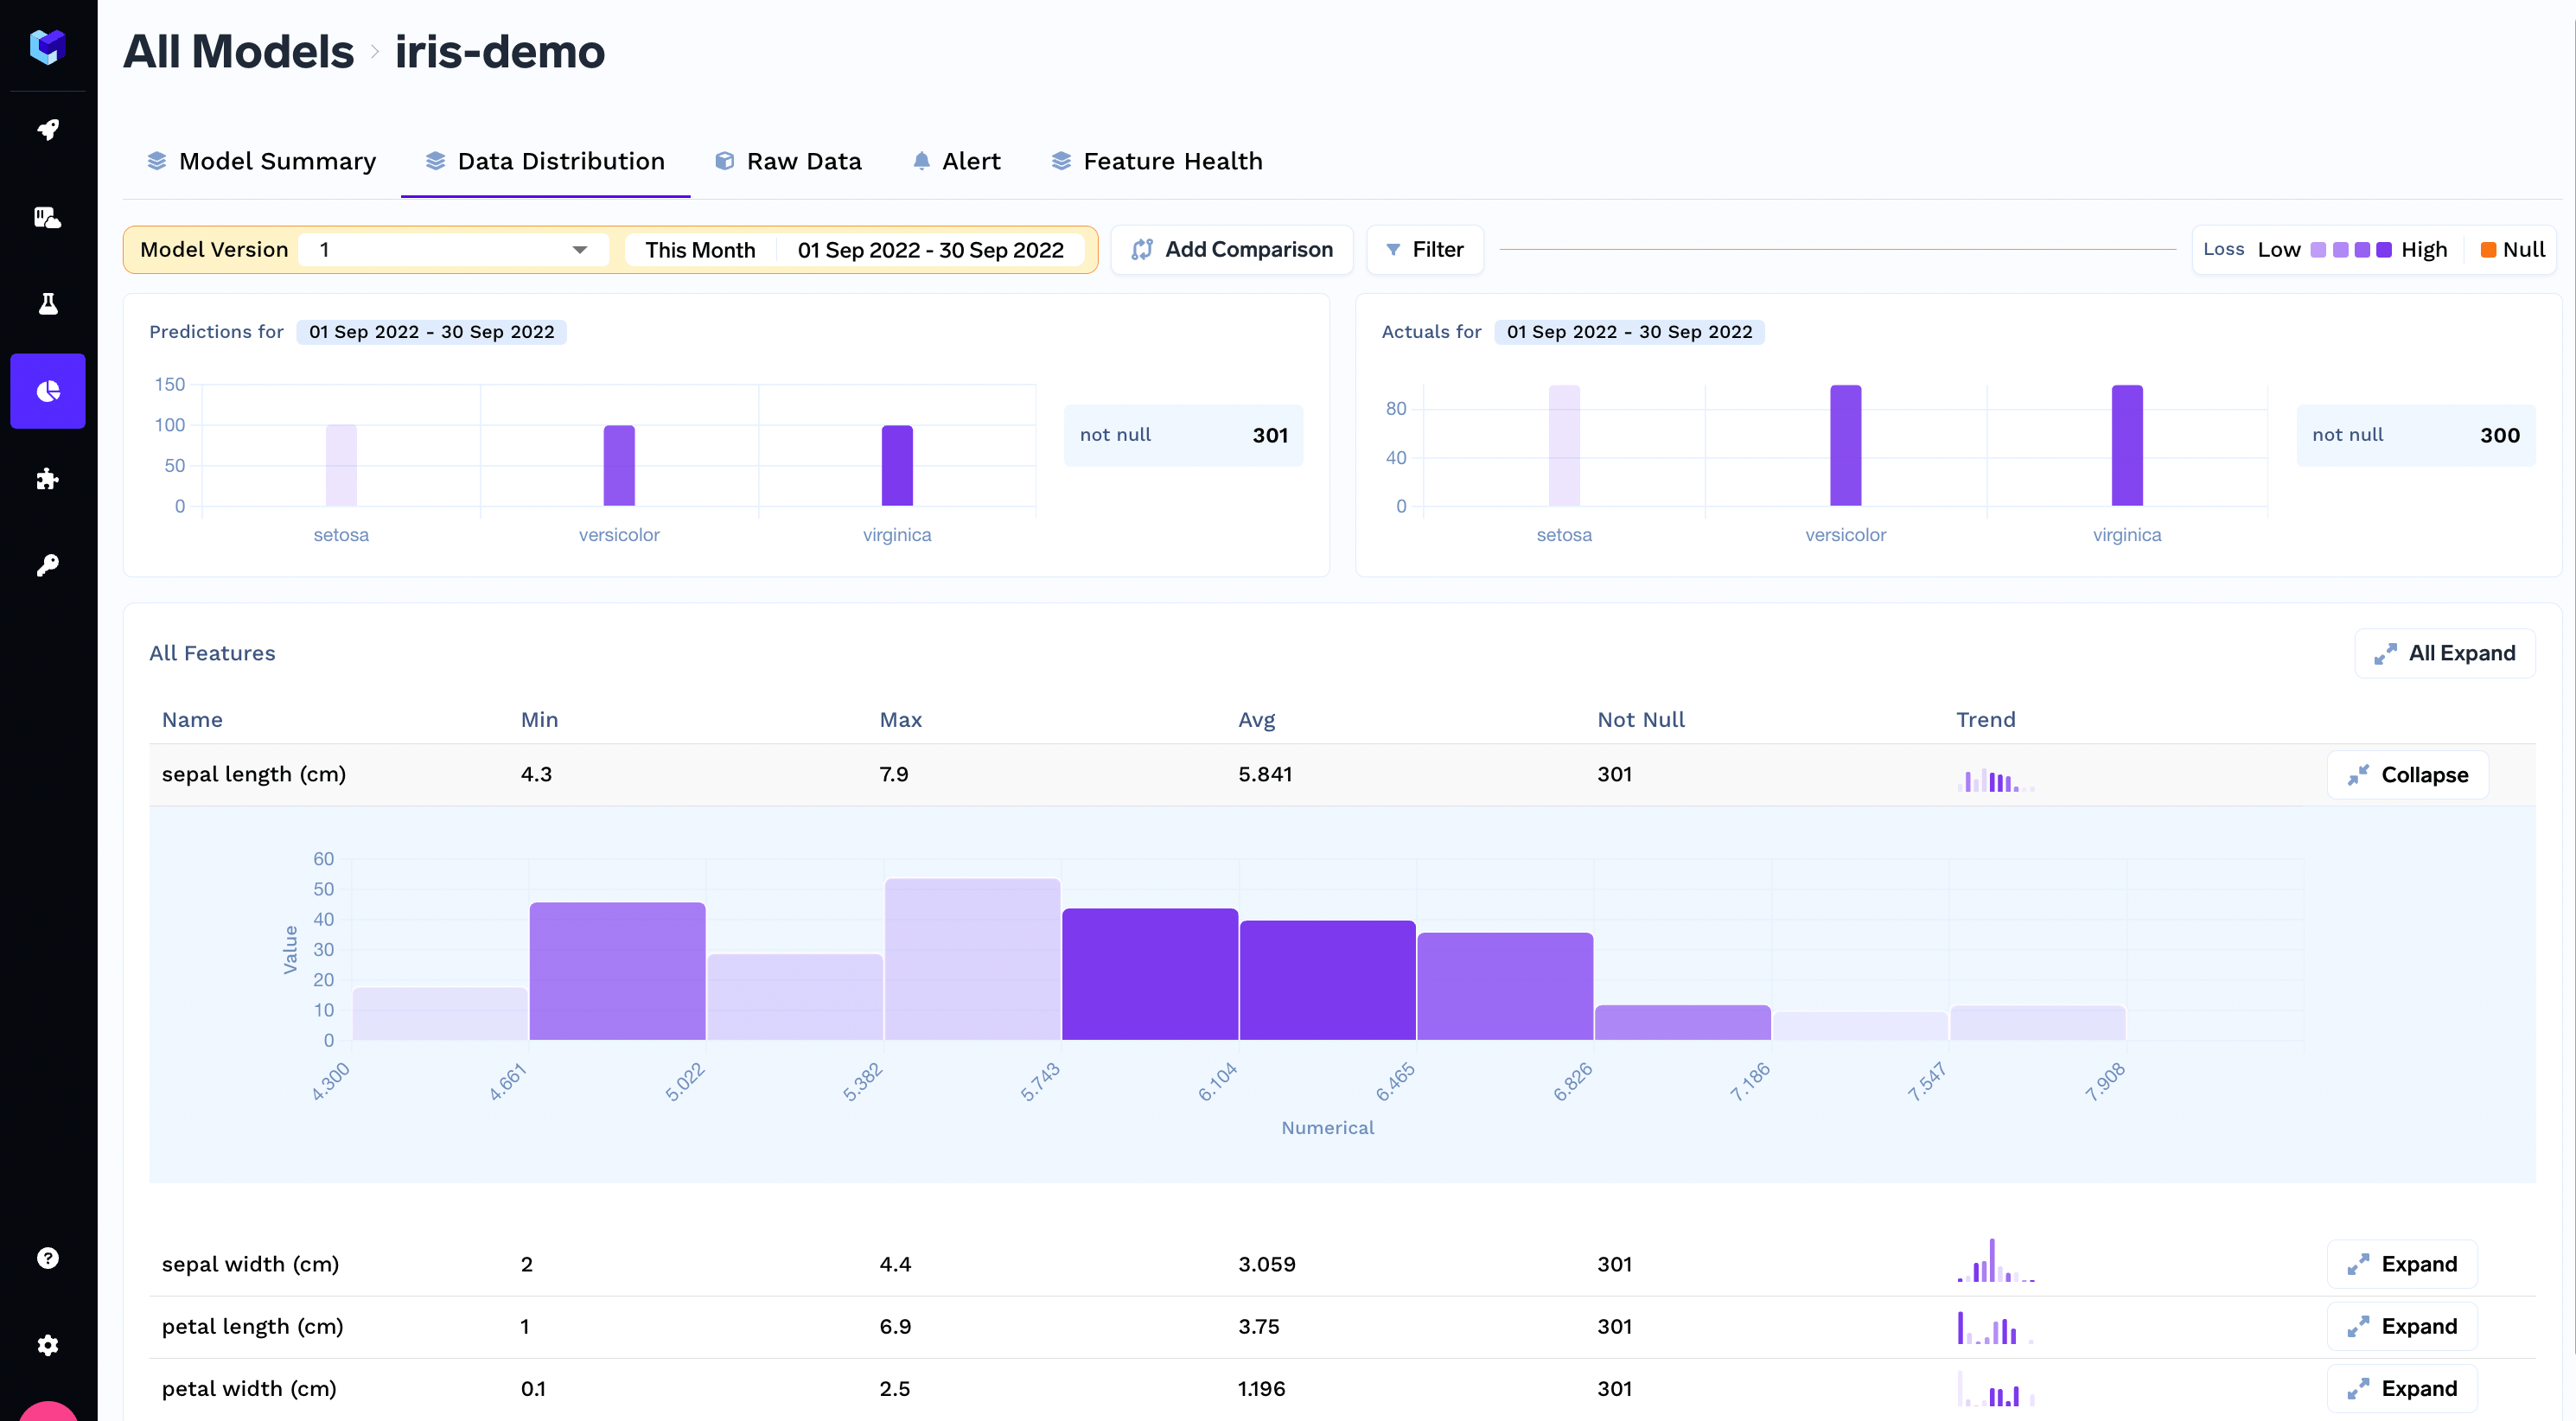 All Models > iris-demo
Model Summary Data Distribution Raw Data Alert Feature Health
Model Version 1 This Month 01 Sep 2022 - 30 Sep 2022 Add Comparison Filter Loss Low High Null
Predictions for 01 Sep 2022 - 30 Sep 2022
150
100
50
0
setosa versicolor virginica
not null 301
Actuals for 01 Sep 2022 - 30 Sep 2022
80
40
0
setosa versicolor virginica
not null 300
All Features All Expand
Name Min Max Avg Not Null Trend
sepal length (cm) 4.3 7.9 5.841 301 Collapse
60
50
40
30
20
10
0
Value
4.300 4.661 5.022 5.382 5.743 6.104 6.465 6.826 7.186 7.547 7.908
Numerical
sepal width (cm) 2 4.4 3.059 301 Expand
petal length (cm) 1 6.9 3.75 301 Expand
petal width (cm) 0.1 2.5 1.196 301 Expand